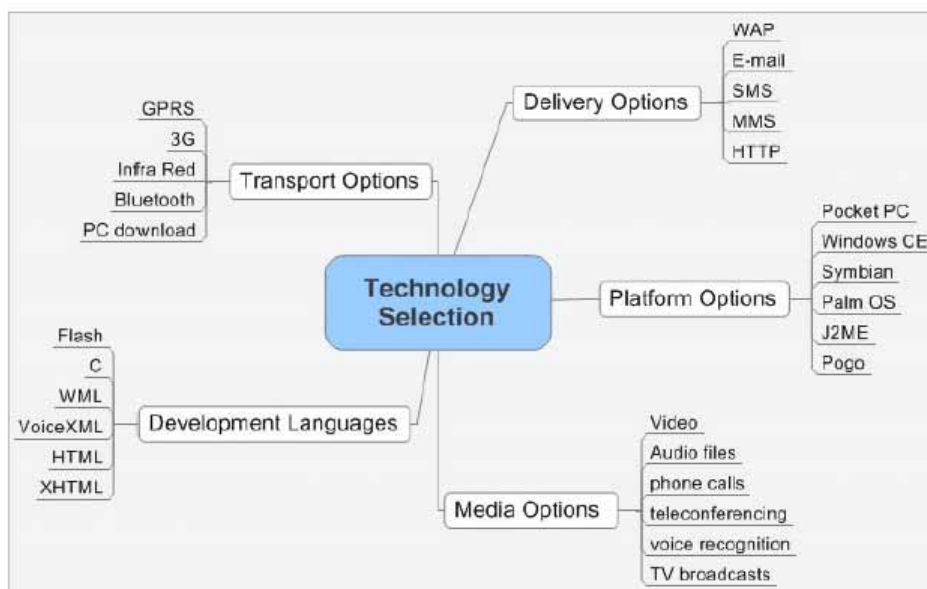 WAP
E-mail
Delivery Options
SMS
MMS
HTTP
GPRS
3G
Infra Red
Transport Options
Bluetooth
PC download
Technology
Selection
Pocket PC
Windows CE
Symbian
Platform Options
Palm OS
J2ME
Pogo
Flash
C
WML
Development Languages
VoiceXML
HTML
XHTML
Video
Audio files
phone calls
Media Options
teleconferencing
voice recognition
TV broadcasts